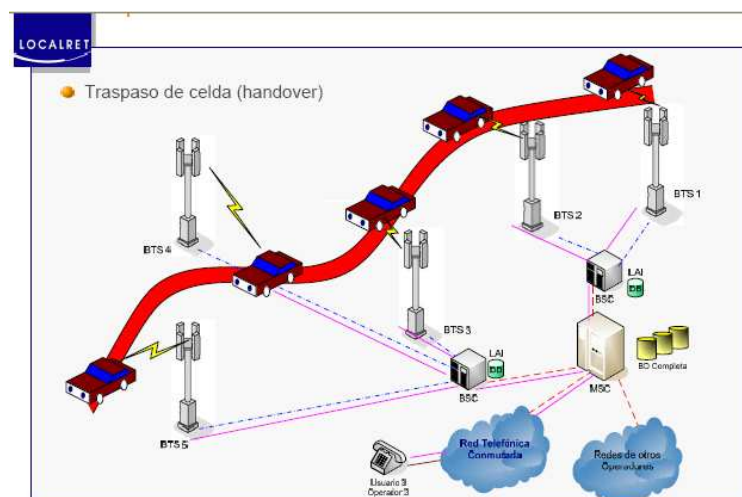 LOCALRET
Traspaso de celda (handover)
BTS 1
BTS 2
BTS 4
LAI
DB
BSC
BTS 3
LAI
DB
BD Completa
MSC
BSC
BTS 5
Red Telefónica
Conmutada
Redes de otros
Operadores
Usuario 3
Operador 3